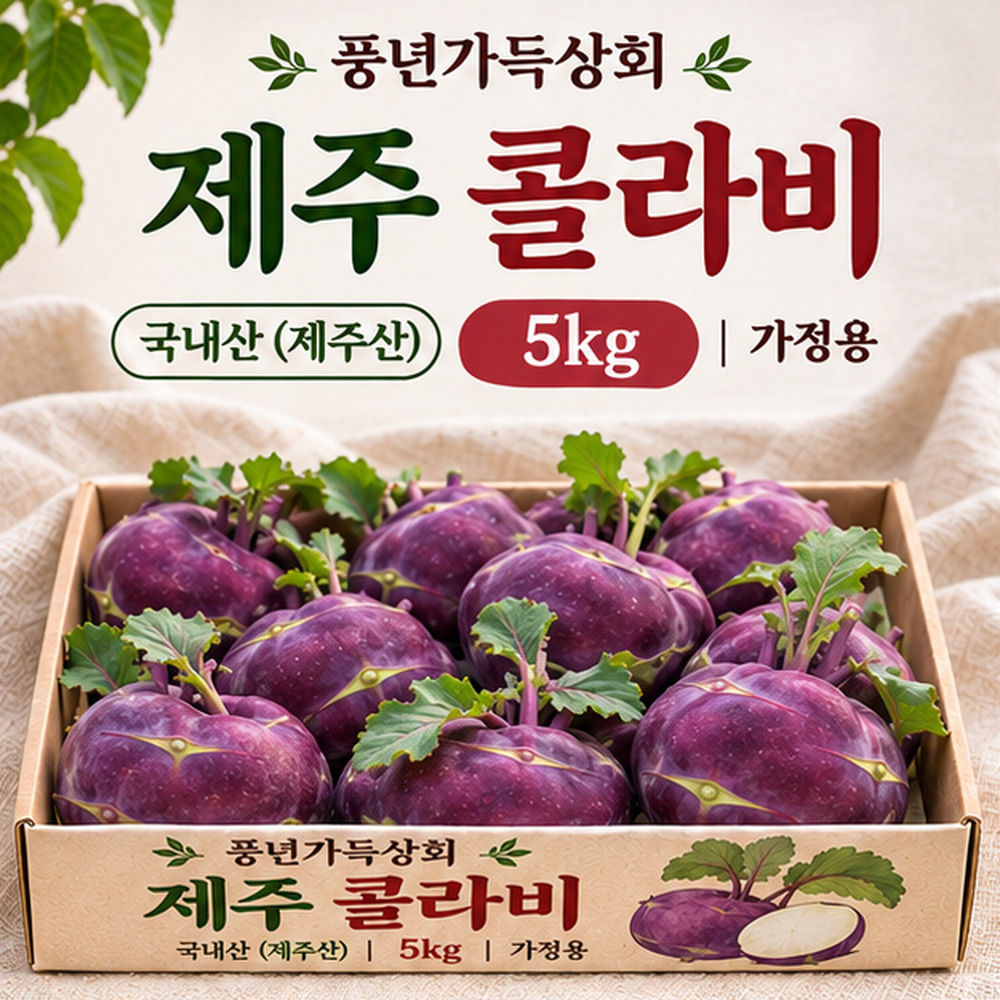 풍년가득상회
제주 콜라비
국내산 (제주산) 5kg | 가정용
풍년가득상회
제주 콜라비
국내산 (제주산) | 5kg | 가정용